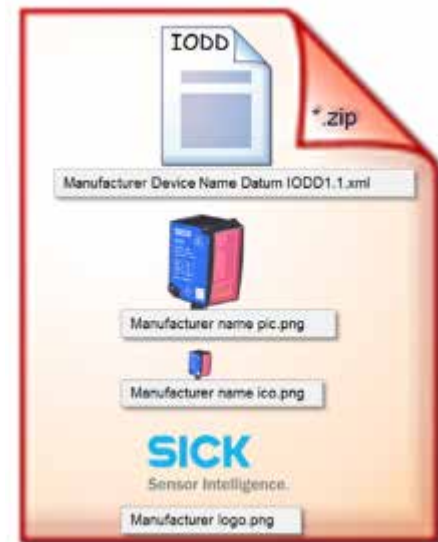 IODD
*.zip
Manufacturer Device Name Datum IODD1.1.xml
SICK
Manufacturer name pic.png
Manufacturer name ico.png
SICK
Sensor Intelligence.
Manufacturer logo.png